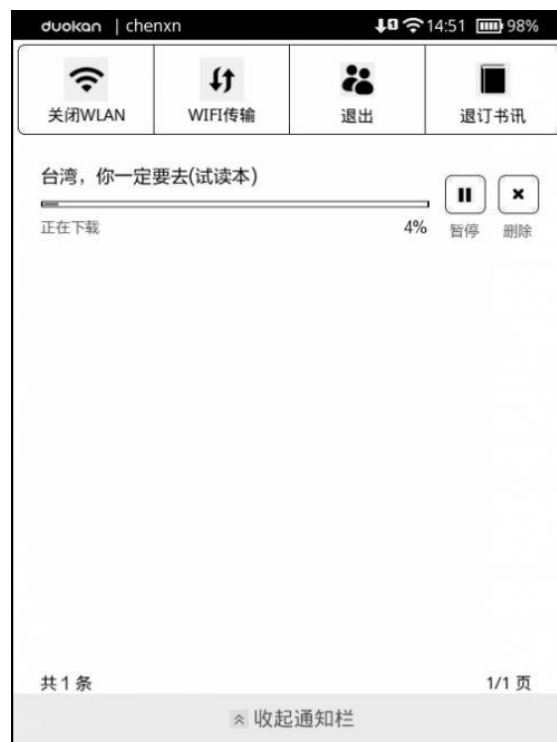 duokan | chenxn 1 14:51 98%
关闭WLAN WIFI传输 退出 退订书讯
台湾，你一定要去(试读本)
正在下载 4% 暂停 删除
共1条 1/1 页
收起通知栏